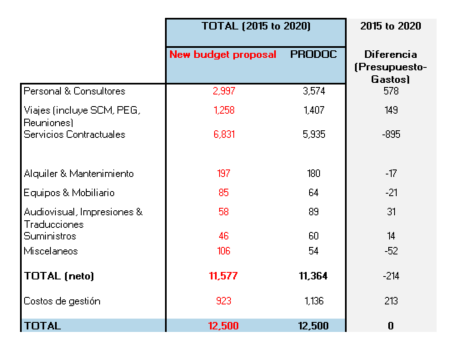 TOTAL (2015 to 2020) 2015 to 2020
New budget proposal PRODOC Diferencia
(Presupuesto-
Gastos)
Personal & Consultores 2,997 3,574 578
Viajes (incluye SCM, PEG, 1,258 1,407 149
Reuniones)
Servicios Contractuales 6,831 5,935 -895
Alquiler & Mantenimiento 197 180 -17
Equipos & Mobiliario 85 64 -21
Audiovisual, Impresiones & 58 89 31
Traducciones
Suministros 46 60 14
Miscelaneos 106 54 -52
TOTAL (neto) 11,577 11,364 -214
Costos de gestión 923 1,136 213
TOTAL 12,500 12,500 0